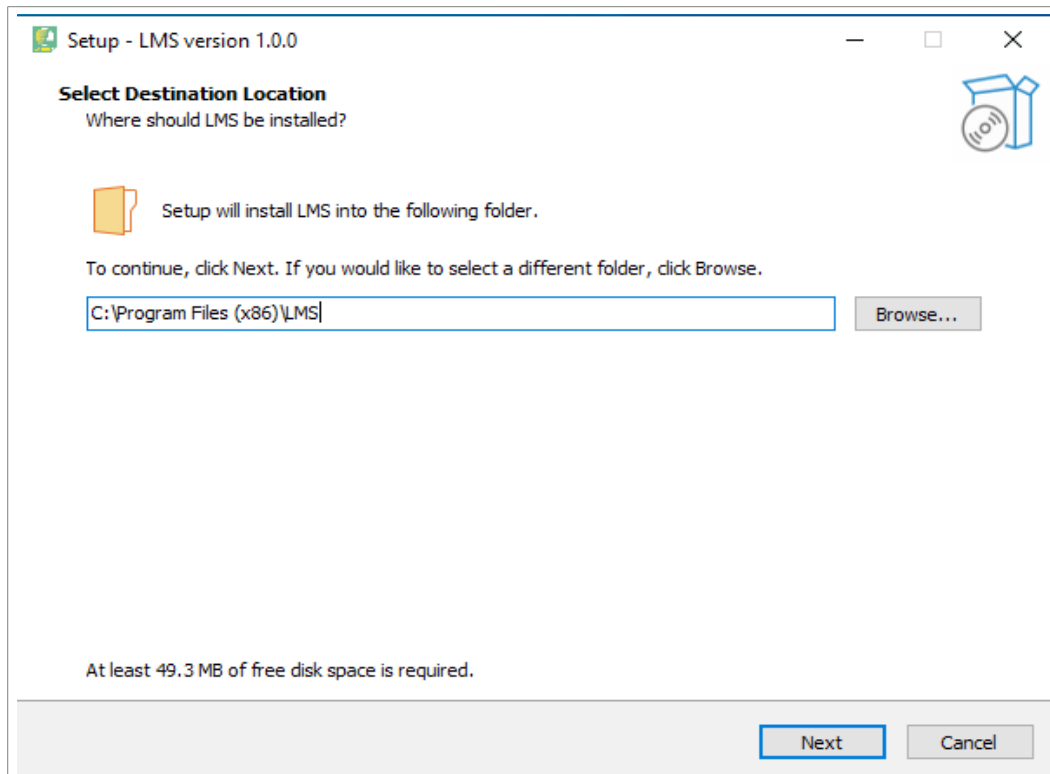 Setup - LMS version 1.0.0
Select Destination Location
Where should LMS be installed?
Setup will install LMS into the following folder.
To continue, click Next. If you would like to select a different folder, click Browse.
C:\Program Files (x86)\LMS
Browse...
At least 49.3 MB of free disk space is required.
Next
Cancel